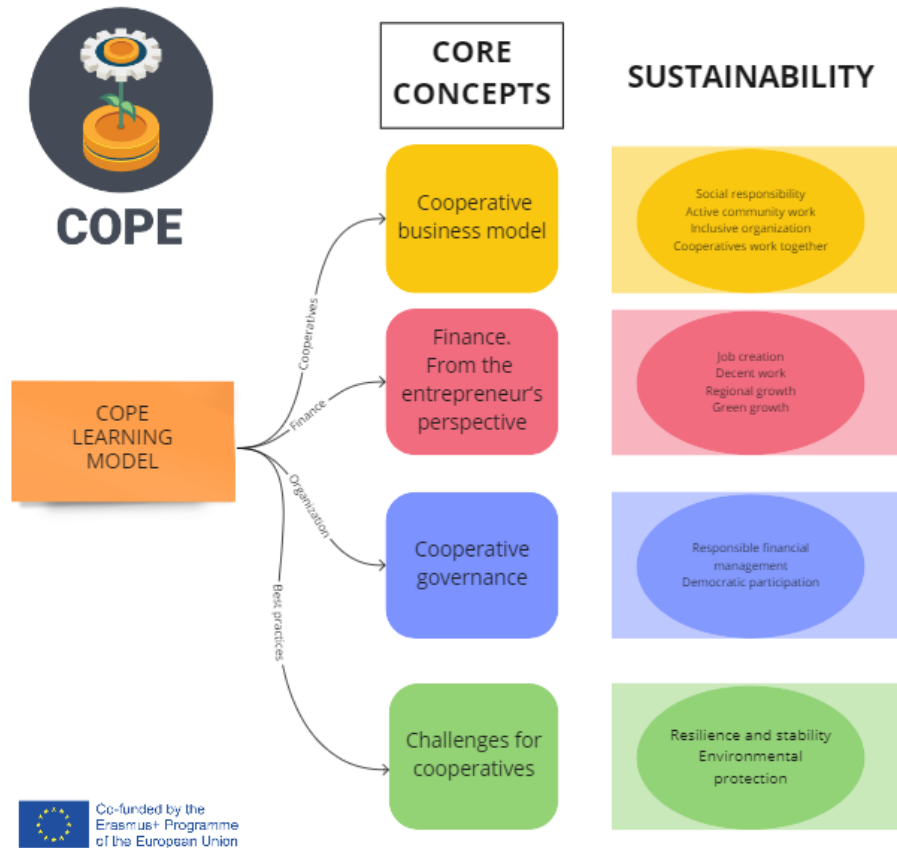 COPE
CORE
CONCEPTS
SUSTAINABILITY
COPE
LEARNING
MODEL
Cooperatives
Finance
Organization
Best practices
Cooperative
business model
Social responsibility
Active community work
Inclusive organization
Cooperatives work together
Finance.
From the
entrepreneur's
perspective
Job creation
Decent work
Regional growth
Green growth
Cooperative
governance
Responsible financial
management
Democratic participation
Challenges for
cooperatives
Resilience and stability
Environmental
protection
Co-funded by the
Erasmus+ Programme
of the European Union